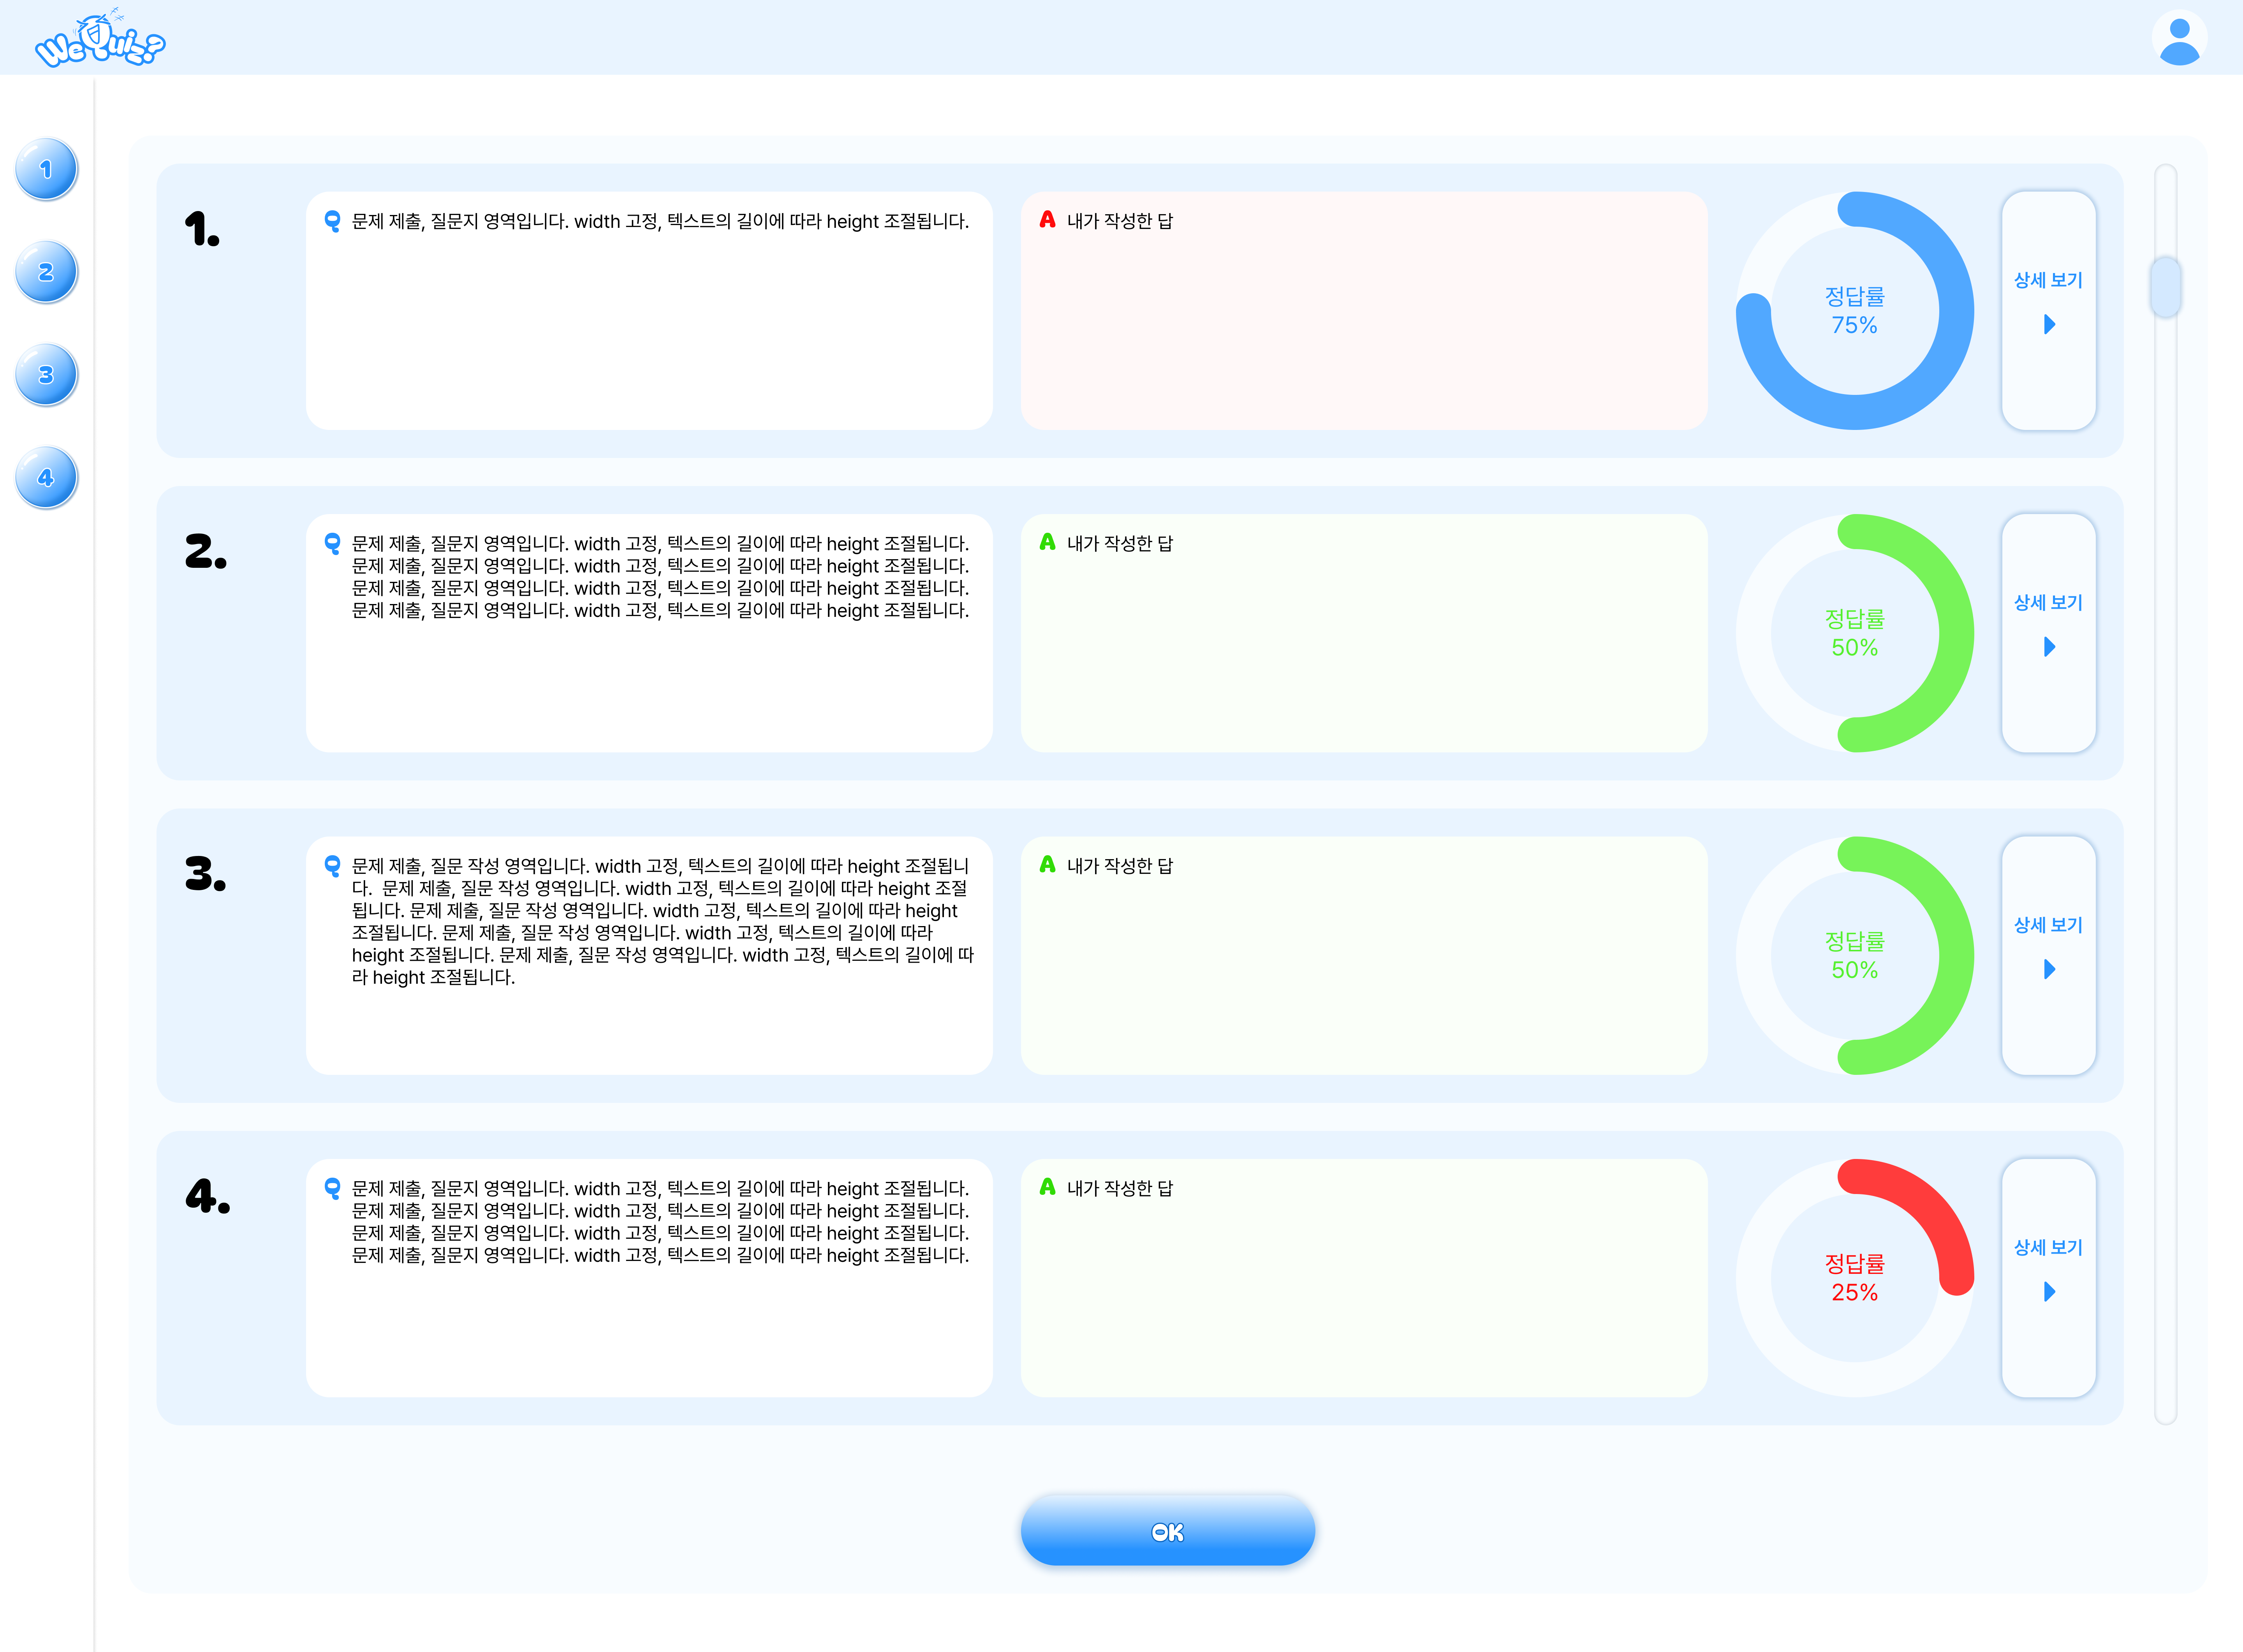 WeQuiz?
1
2
3
4
1.
Q 문제 제출, 질문지 영역입니다. width 고정, 텍스트의 길이에 따라 height 조절됩니다.
A 내가 작성한 답
정답률
75%
상세 보기
2.
Q 문제 제출, 질문지 영역입니다. width 고정, 텍스트의 길이에 따라 height 조절됩니다.
문제 제출, 질문지 영역입니다. width 고정, 텍스트의 길이에 따라 height 조절됩니다.
문제 제출, 질문지 영역입니다. width 고정, 텍스트의 길이에 따라 height 조절됩니다.
문제 제출, 질문지 영역입니다. width 고정, 텍스트의 길이에 따라 height 조절됩니다.
A 내가 작성한 답
정답률
50%
상세 보기
3.
Q 문제 제출, 질문 작성 영역입니다. width 고정, 텍스트의 길이에 따라 height 조절됩니
다.  문제 제출, 질문 작성 영역입니다. width 고정, 텍스트의 길이에 따라 height 조절
됩니다. 문제 제출, 질문 작성 영역입니다. width 고정, 텍스트의 길이에 따라 height
조절됩니다. 문제 제출, 질문 작성 영역입니다. width 고정, 텍스트의 길이에 따라
height 조절됩니다. 문제 제출, 질문 작성 영역입니다. width 고정, 텍스트의 길이에 따
라 height 조절됩니다.
A 내가 작성한 답
정답률
50%
상세 보기
4.
Q 문제 제출, 질문지 영역입니다. width 고정, 텍스트의 길이에 따라 height 조절됩니다.
문제 제출, 질문지 영역입니다. width 고정, 텍스트의 길이에 따라 height 조절됩니다.
문제 제출, 질문지 영역입니다. width 고정, 텍스트의 길이에 따라 height 조절됩니다.
문제 제출, 질문지 영역입니다. width 고정, 텍스트의 길이에 따라 height 조절됩니다.
A 내가 작성한 답
정답률
25%
상세 보기
OK